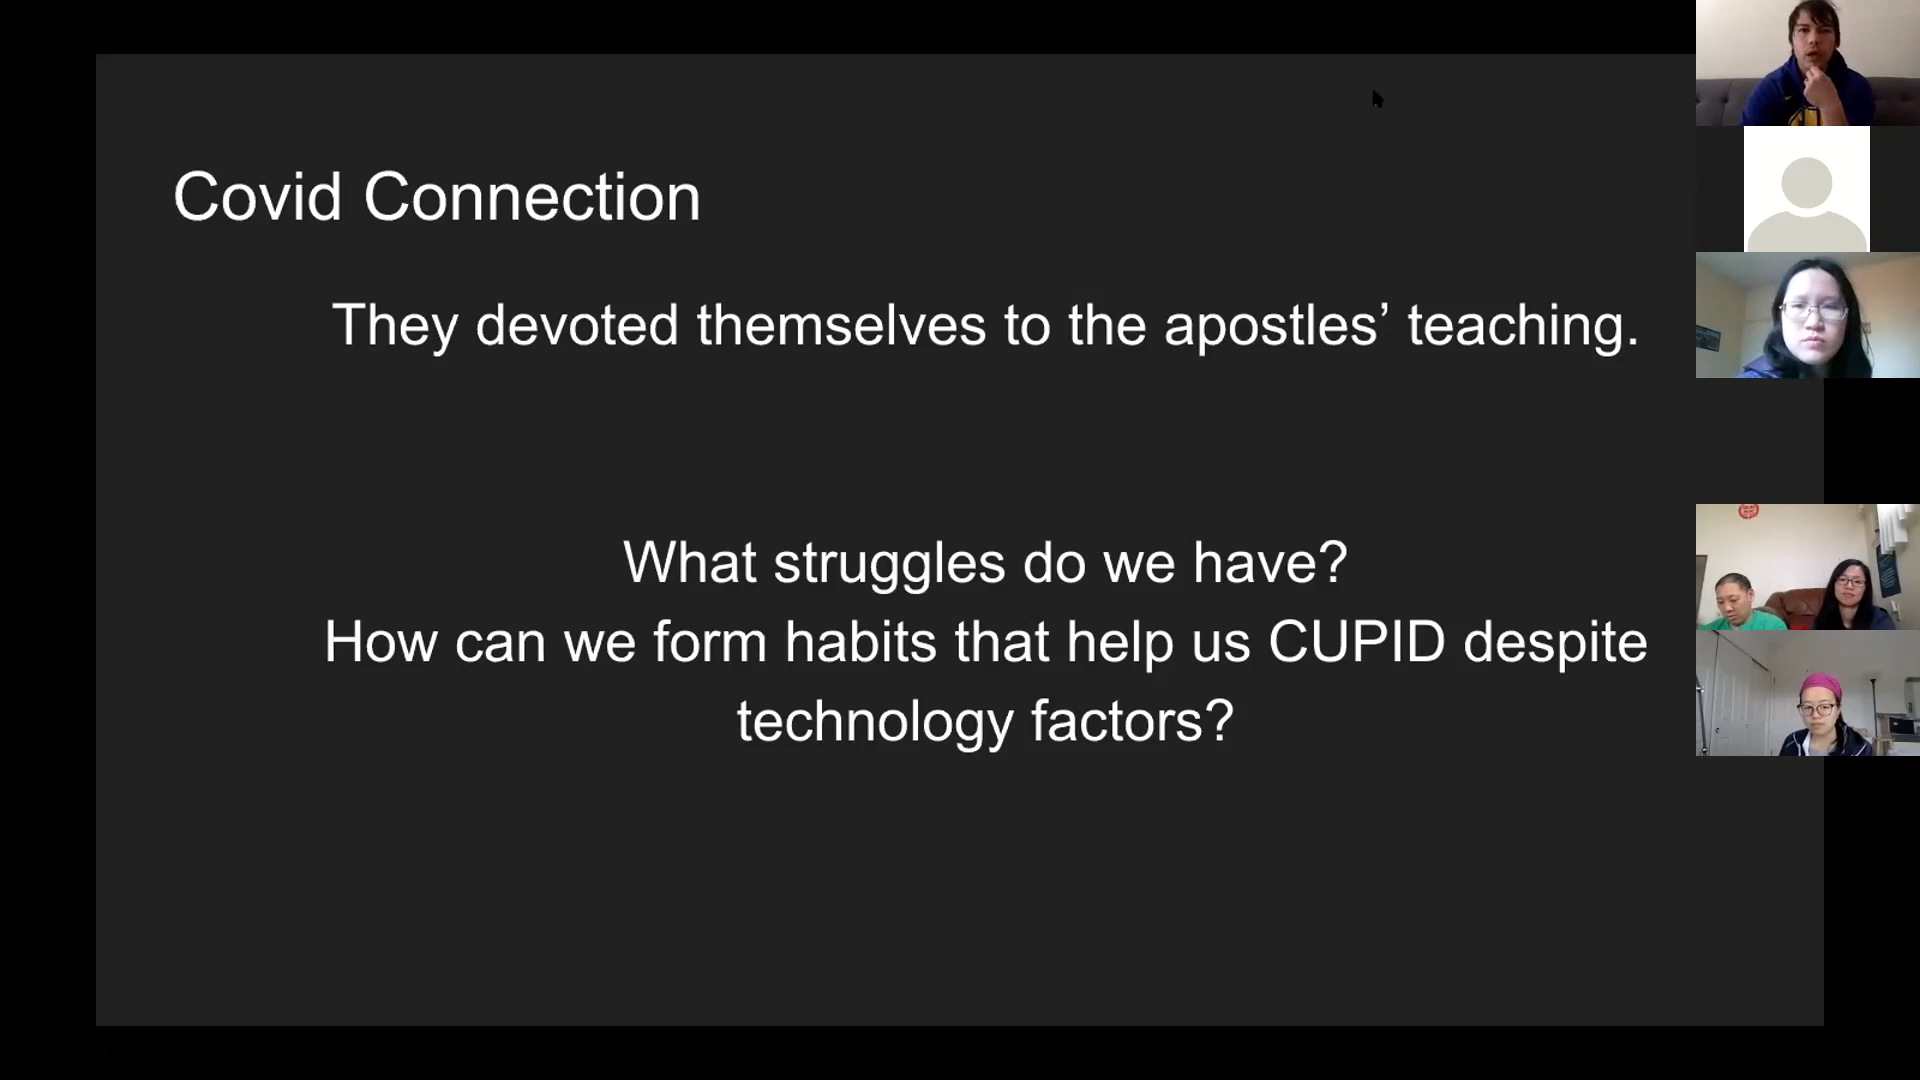 Covid Connection
They devoted themselves to the apostles’ teaching.
What struggles do we have?
How can we form habits that help us CUPID despite
technology factors?